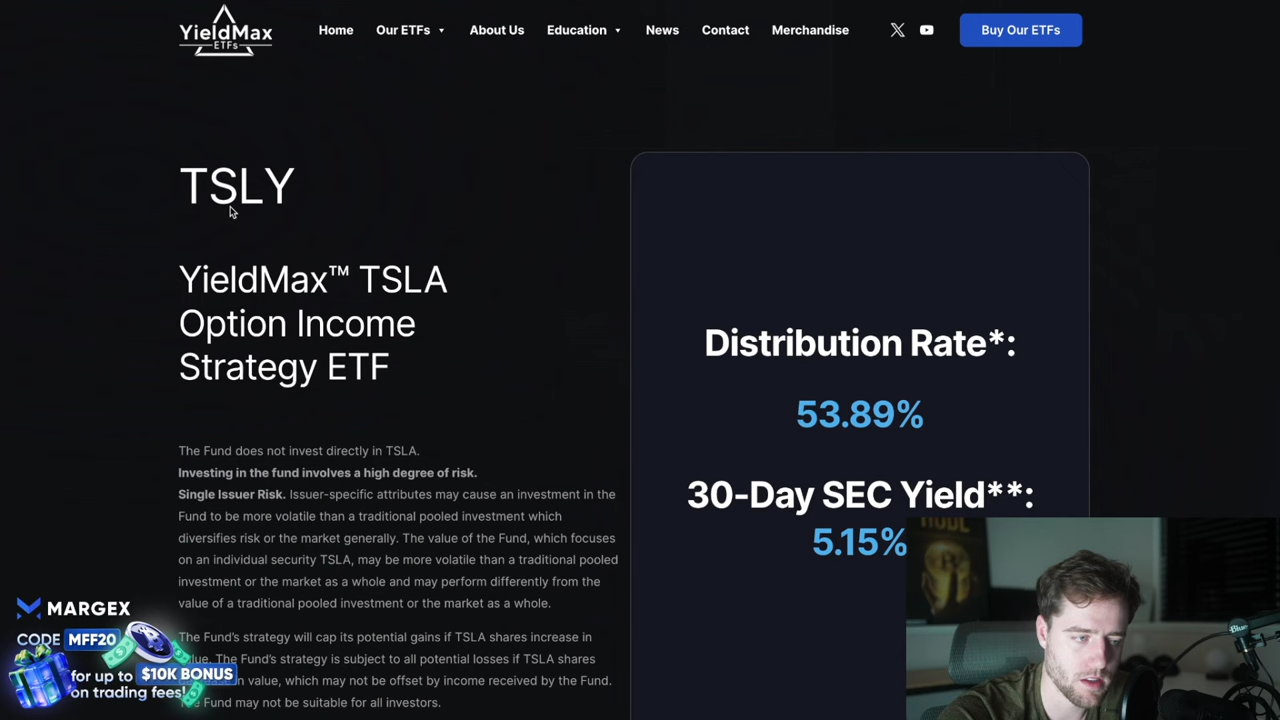 YieldMax
ETFs
Home
Our ETFs
About Us
Education
News
Contact
Merchandise
Buy Our ETFs
TSLY
YieldMax™ TSLA
Option Income
Strategy ETF
The Fund does not invest directly in TSLA.
Investing in the fund involves a high degree of risk.
Single Issuer Risk. Issuer-specific attributes may cause an investment in the
Fund to be more volatile than a traditional pooled investment which
diversifies risk or the market generally. The value of the Fund, which focuses
on an individual security TSLA, may be more volatile than a traditional pooled
investment or the market as a whole and may perform differently from the
value of a traditional pooled investment or the market as a whole.
The Fund's strategy will cap its potential gains if TSLA shares increase in
The Fund's strategy is subject to all potential losses if TSLA shares
in value, which may not be offset by income received by the Fund.
Fund may not be suitable for all investors.
Distribution Rate*:
53.89%
30-Day SEC Yield**:
5.15%
MARGEX
CODE MFF20
for up to $10K BONUS
on trading fees!